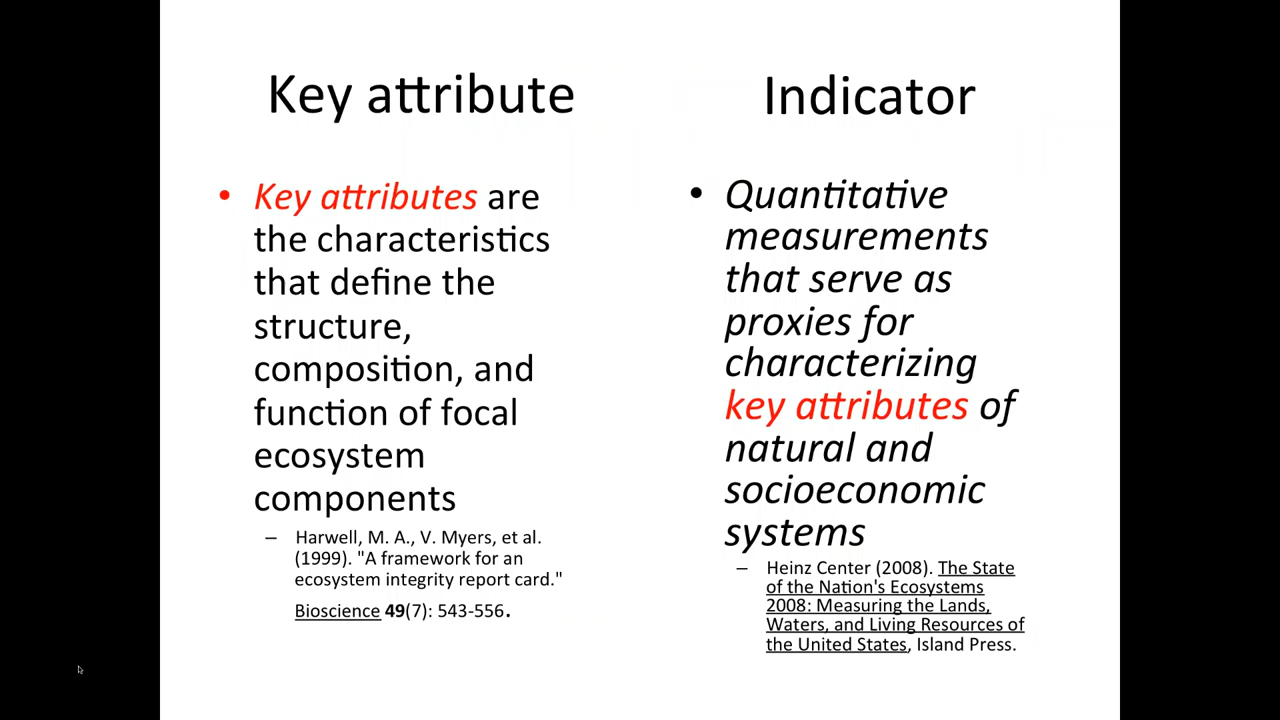 Key attribute
• Key attributes are
the characteristics
that define the
structure,
composition, and
function of focal
ecosystem
components
– Harwell, M. A., V. Myers, et al.
(1999). "A framework for an
ecosystem integrity report card."
Bioscience 49(7): 543-556.
Indicator
• Quantitative
measurements
that serve as
proxies for
characterizing
key attributes of
natural and
socioeconomic
systems
– Heinz Center (2008). The State
of the Nation's Ecosystems
2008: Measuring the Lands,
Waters, and Living Resources of
the United States, Island Press.